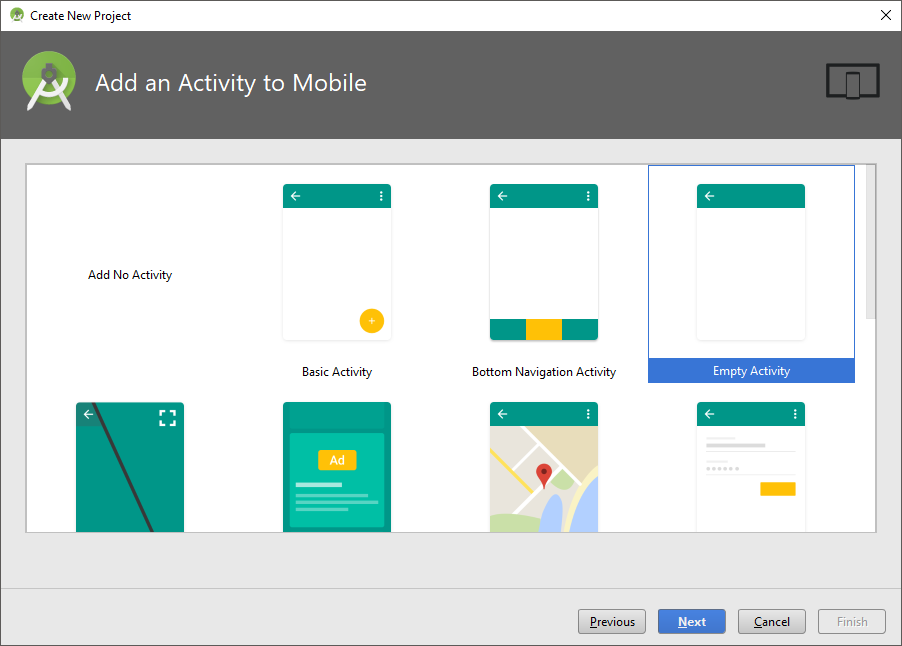 Create New Project
Add an Activity to Mobile
Add No Activity
Basic Activity
Bottom Navigation Activity
Empty Activity
Ad
Previous
Next
Cancel
Finish